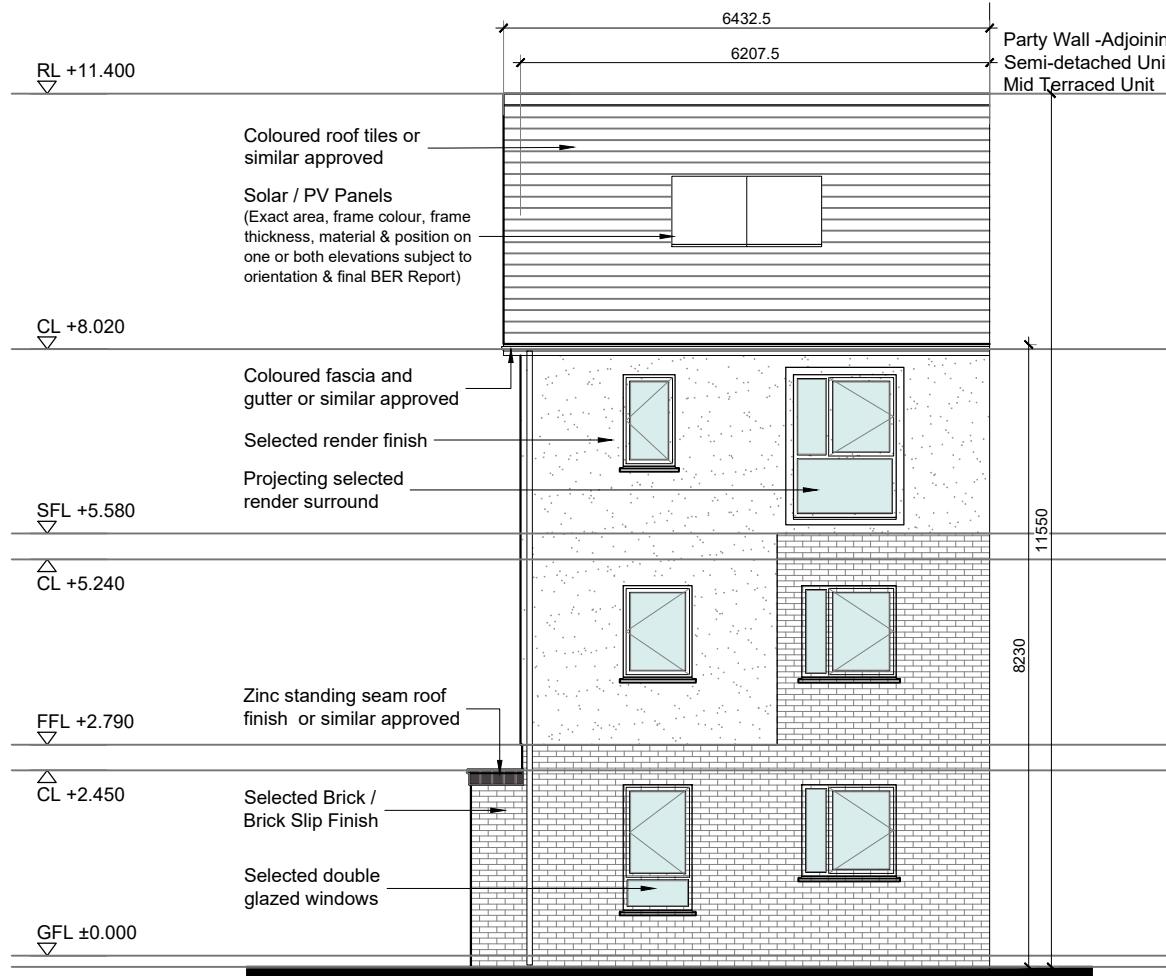 6432.5
6207.5
Party Wall -Adjoining
Semi-detached Uni
Mid Terraced Unit
RL +11.400
Coloured roof tiles or
similar approved
Solar / PV Panels
(Exact area, frame colour, frame
thickness, material & position on
one or both elevations subject to
orientation & final BER Report)
CL +8.020
Coloured fascia and
gutter or similar approved
Selected render finish
Projecting selected
render surround
SFL +5.580
11550
CL +5.240
8230
Zinc standing seam roof
finish or similar approved
FFL +2.790
CL +2.450
Selected Brick /
Brick Slip Finish
Selected double
glazed windows
GFL ±0.000